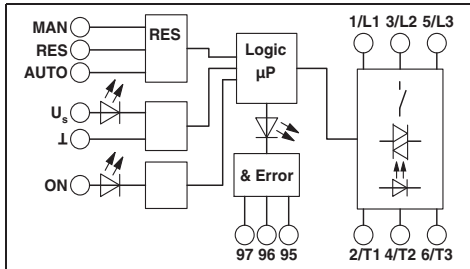 MAN
RES
AUTO
Us
⊥
ON
RES
Logic
µP
& Error
97 96 95
1/L1 3/L2 5/L3
2/T1 4/T2 6/T3